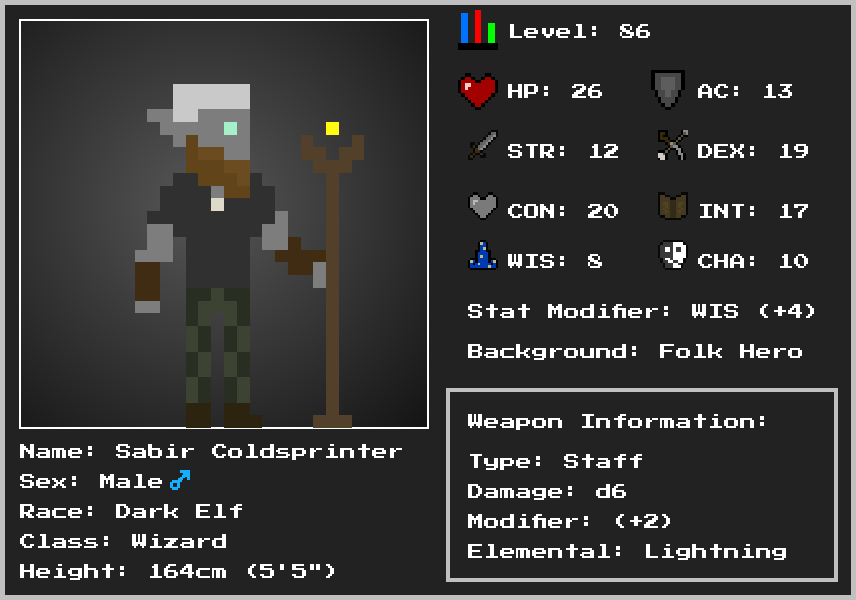 Level: 86
HP: 26
AC: 13
STR: 12
DEX: 19
CON: 20
INT: 17
WIS: 8
CHA: 10
Stat Modifier: WIS (+4)
Background: Folk Hero
Weapon Information:
Type: Staff
Damage: d6
Modifier: (+2)
Elemental: Lightning
Name: Sabir Coldsprinter
Sex: Male♂
Race: Dark Elf
Class: Wizard
Height: 164cm (5'5")